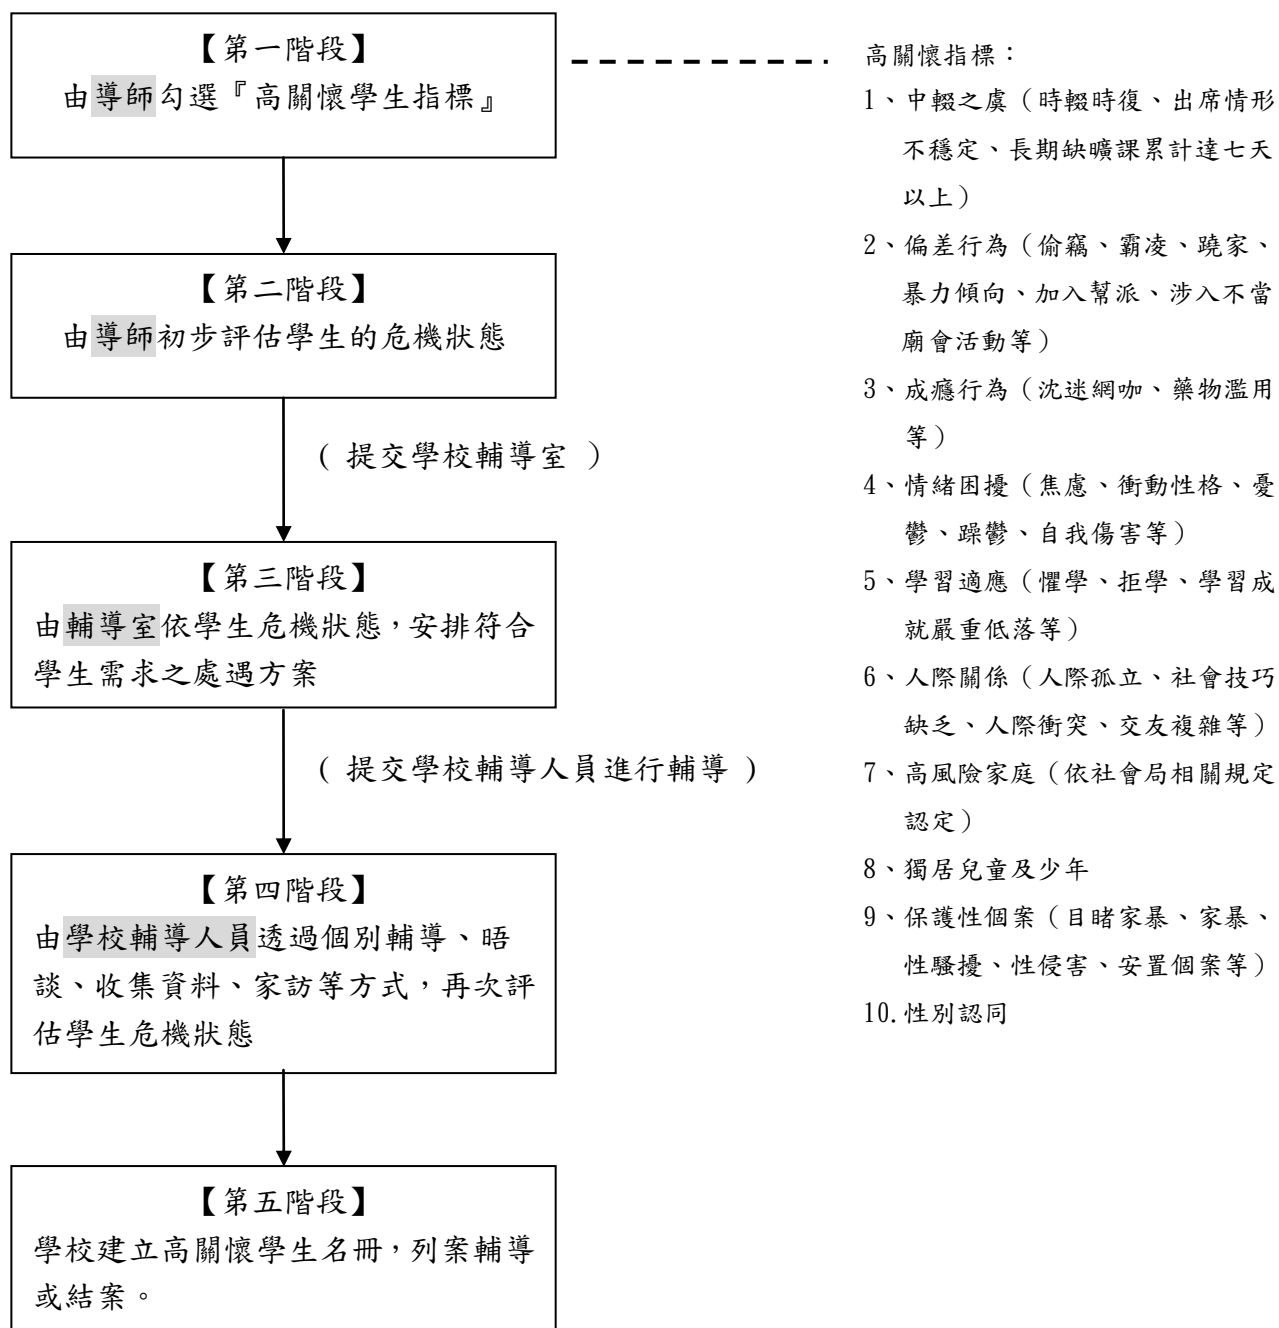 【第一階段】
由導師勾選『高關懷學生指標』
【第二階段】
由導師初步評估學生的危機狀態
( 提交學校輔導室 )
【第三階段】
由輔導室依學生危機狀態，安排符合
學生需求之處遇方案
( 提交學校輔導人員進行輔導 )
【第四階段】
由學校輔導人員透過個別輔導、晤
談、收集資料、家訪等方式，再次評
估學生危機狀態
【第五階段】
學校建立高關懷學生名冊，列案輔導
或結案。
高關懷指標：
1、中輟之虞（時輟時復、出席情形
不穩定、長期缺曠課累計達七天
以上）
2、偏差行為（偷竊、霸凌、蹺家、
暴力傾向、加入幫派、涉入不當
廟會活動等）
3、成癮行為（沈迷網咖、藥物濫用
等）
4、情緒困擾（焦慮、衝動性格、憂
鬱、躁鬱、自我傷害等）
5、學習適應（懼學、拒學、學習成
就嚴重低落等）
6、人際關係（人際孤立、社會技巧
缺乏、人際衝突、交友複雜等）
7、高風險家庭（依社會局相關規定
認定）
8、獨居兒童及少年
9、保護性個案（目睹家暴、家暴、
性騷擾、性侵害、安置個案等）
10.性別認同